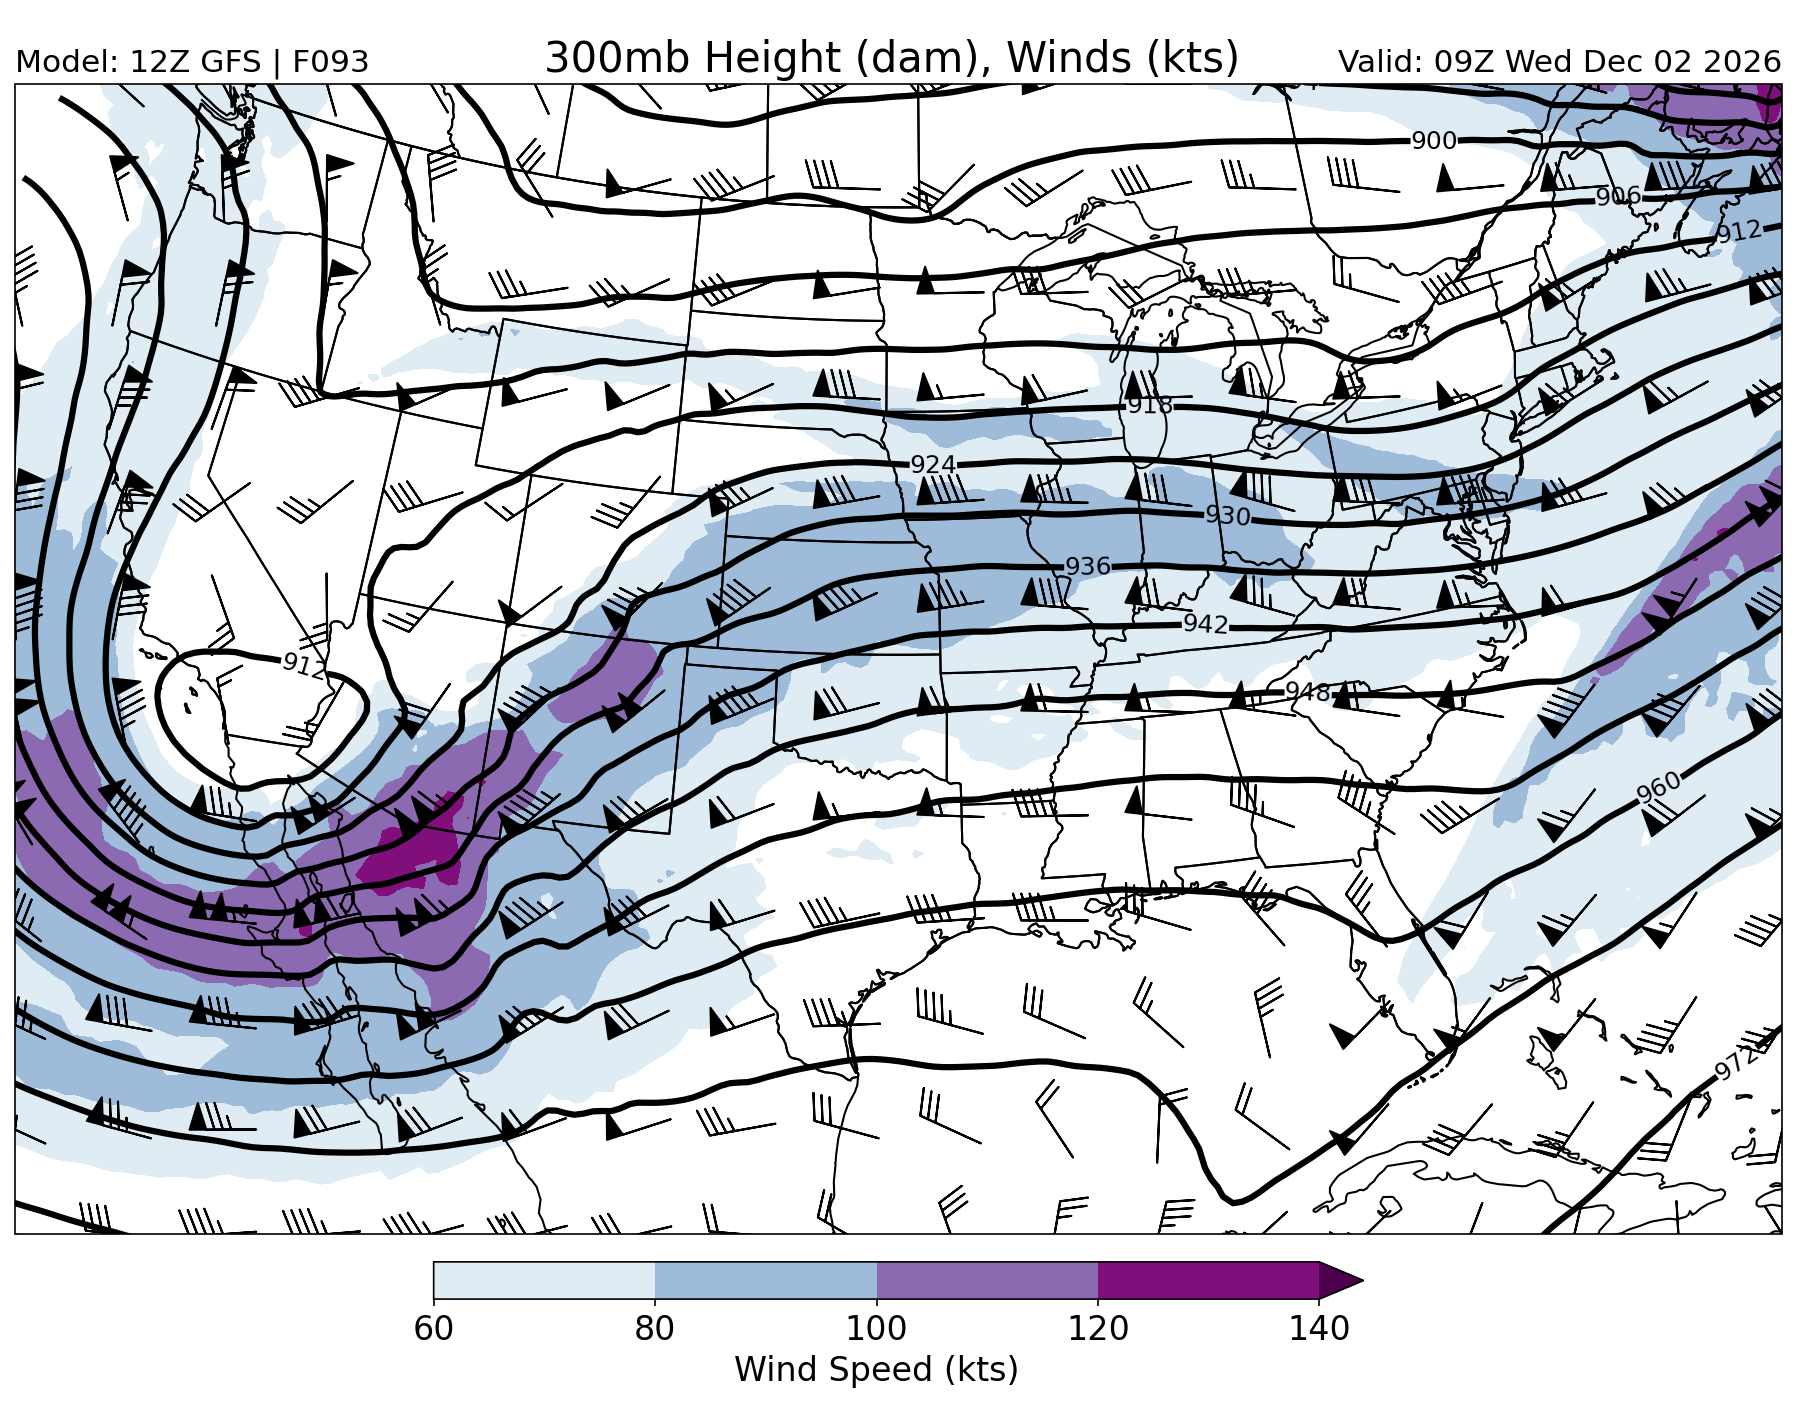 300mb Height (dam), Winds (kts)
Model: 12Z GFS | F093
Valid: 09Z Wed Dec 02 2026
900
906
912
918
924
930
936
942
912
948
960
972
60 80 100 120 140
Wind Speed (kts)